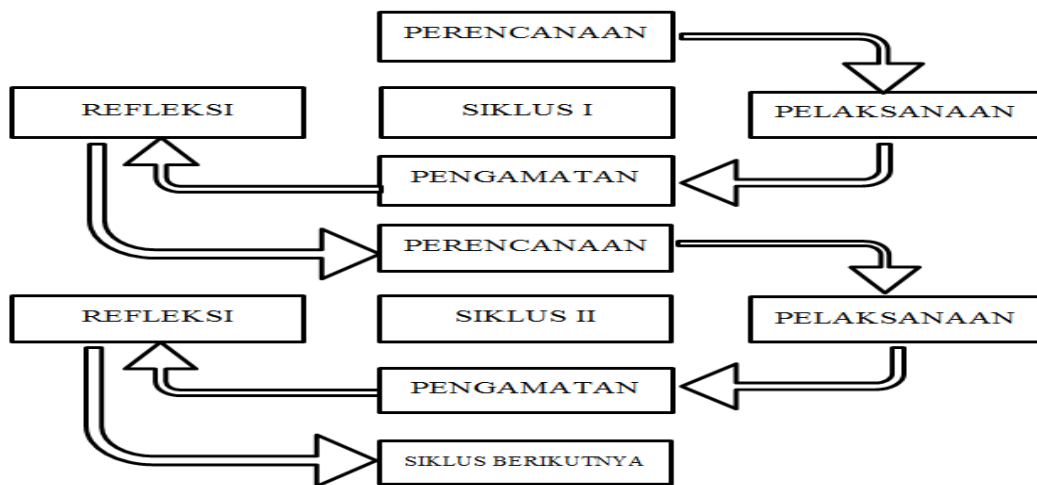 PERENCANAAN
REFLEKSI
SIKLUS I
PELAKSANAAN
PENGAMATAN
PERENCANAAN
REFLEKSI
SIKLUS II
PELAKSANAAN
PENGAMATAN
SIKLUS BERIKUTNYA